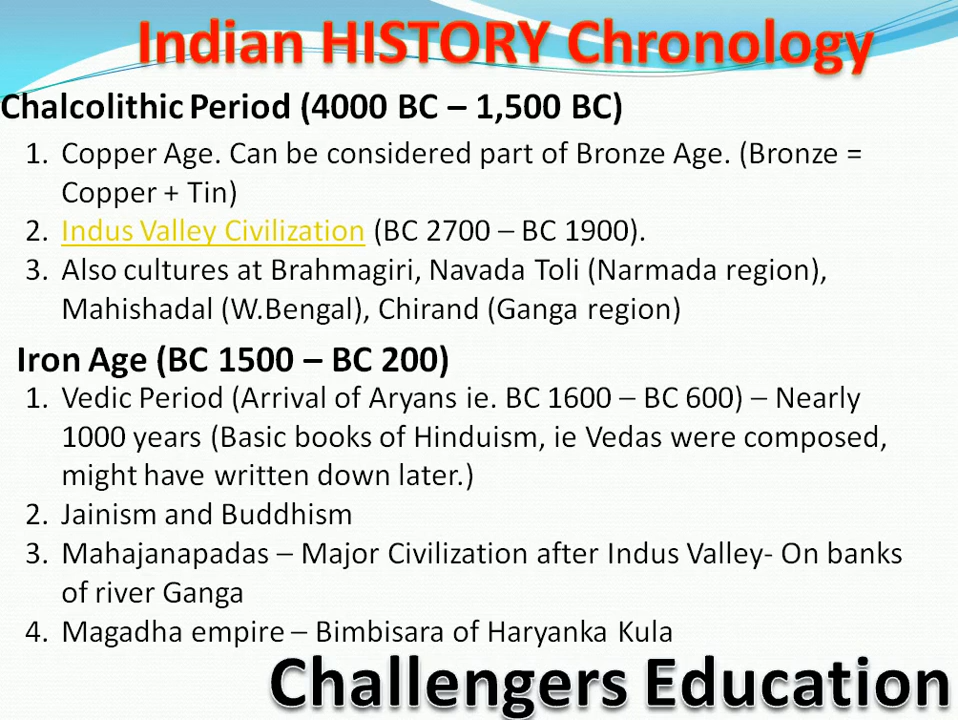 Indian HISTORY Chronology
Chalcolithic Period (4000 BC – 1,500 BC)
1. Copper Age. Can be considered part of Bronze Age. (Bronze =
Copper + Tin)
2. Indus Valley Civilization (BC 2700 – BC 1900).
3. Also cultures at Brahmagiri, Navada Toli (Narmada region),
Mahishadal (W.Bengal), Chirand (Ganga region)
Iron Age (BC 1500 – BC 200)
1. Vedic Period (Arrival of Aryans ie. BC 1600 – BC 600) – Nearly
1000 years (Basic books of Hinduism, ie Vedas were composed,
might have written down later.)
2. Jainism and Buddhism
3. Mahajanapadas – Major Civilization after Indus Valley- On banks
of river Ganga
4. Magadha empire – Bimbisara of Haryanka Kula
Challengers Education